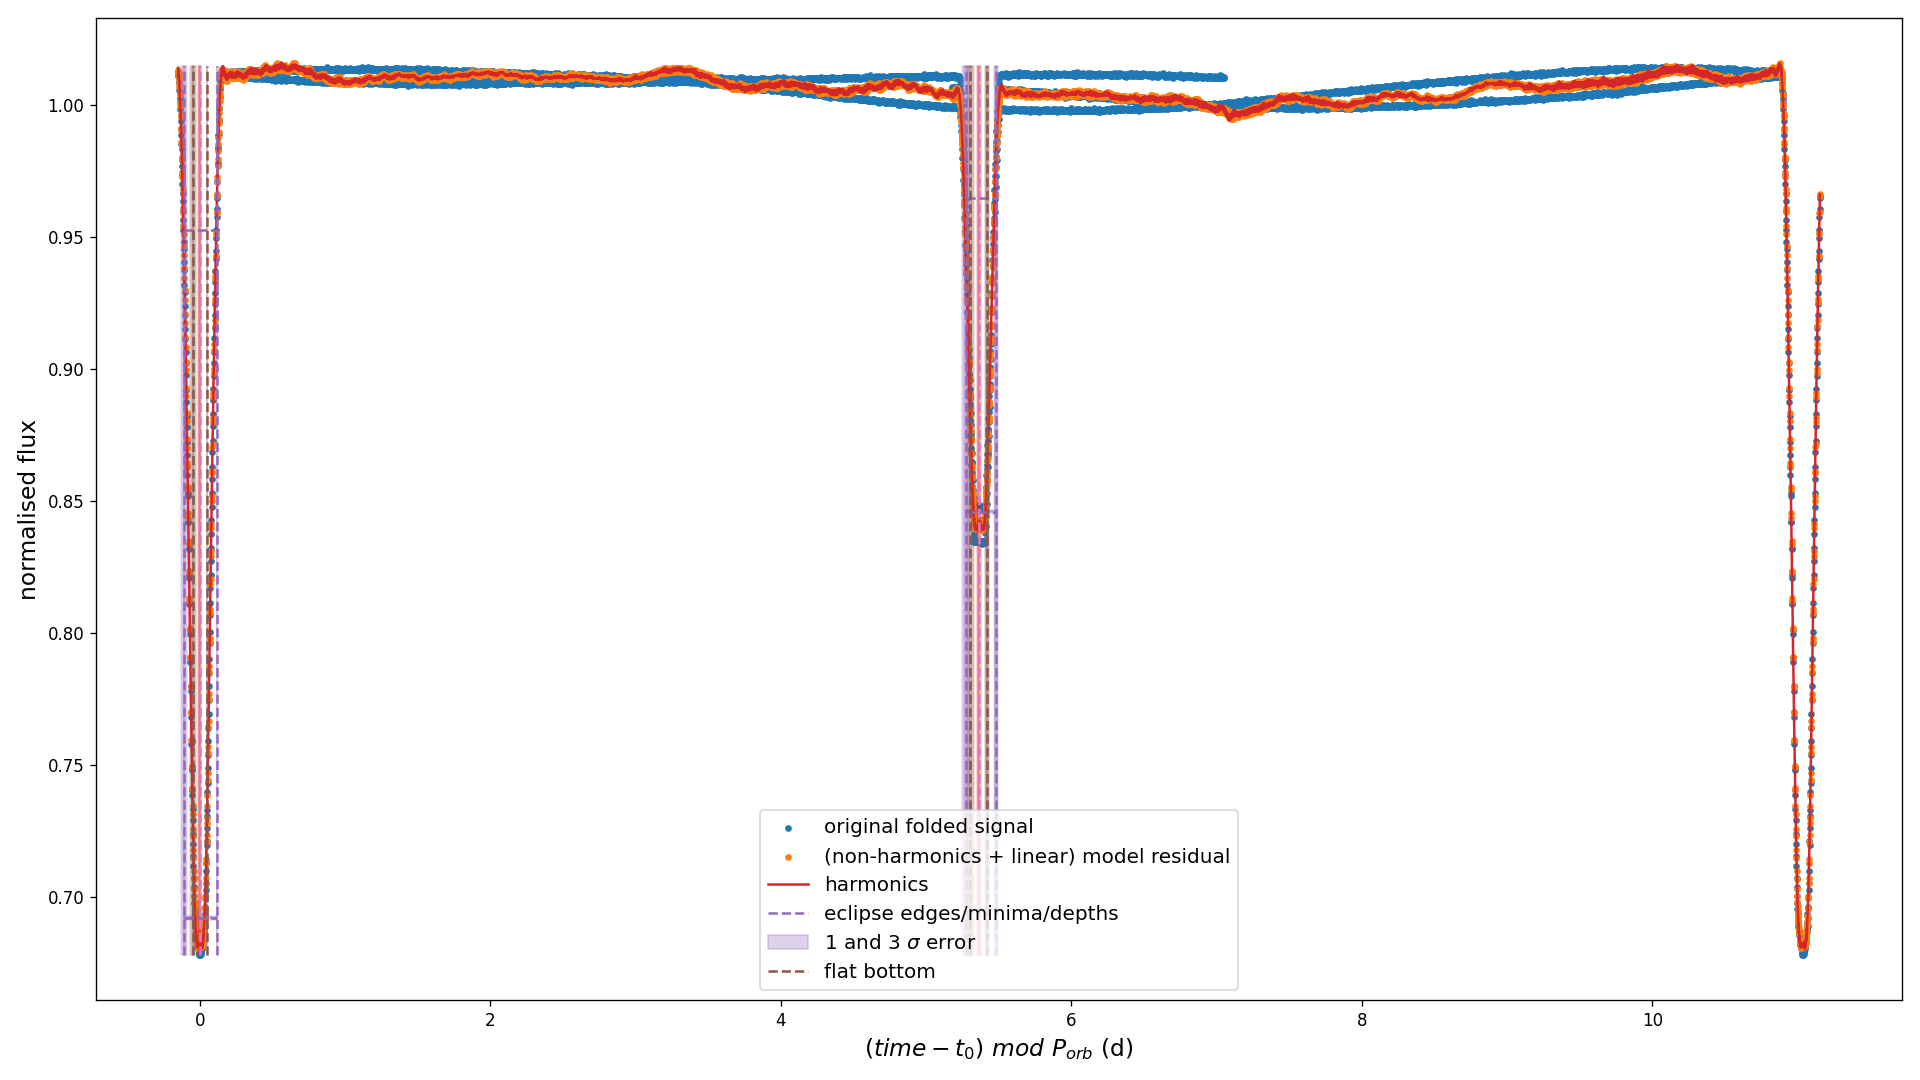 normalised flux
1.00
0.95
0.90
0.85
0.80
0.75
0.70
0
2
4
6
8
10
(time − t₀) mod P_orb (d)
original folded signal
(non-harmonics + linear) model residual
harmonics
eclipse edges/minima/depths
1 and 3 σ error
flat bottom